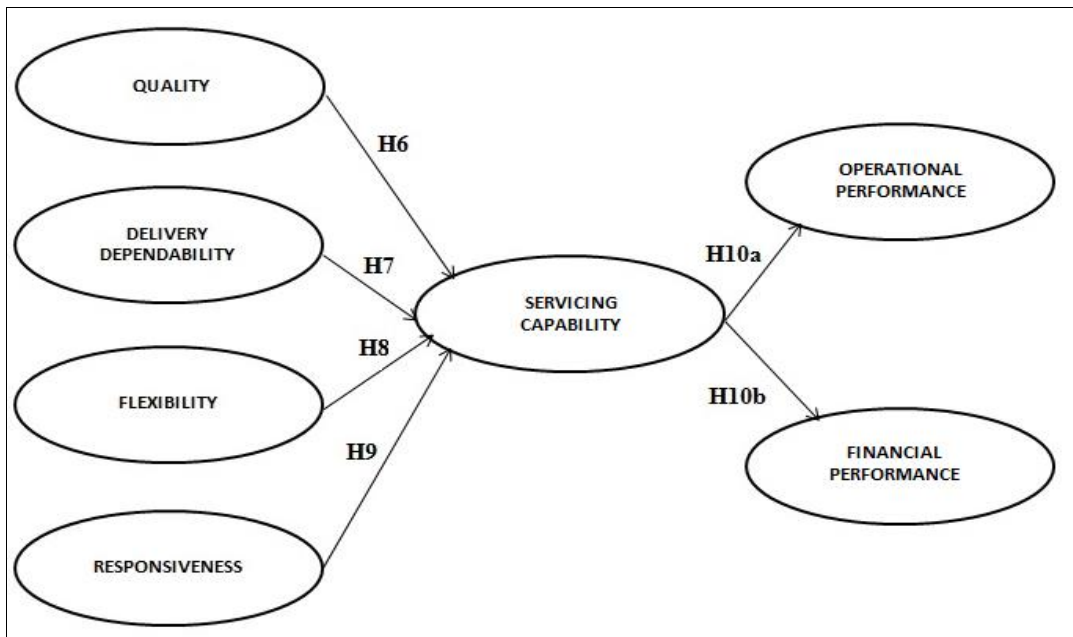 QUALITY
H6
DELIVERY
DEPENDABILITY
H7
FLEXIBILITY
H8
RESPONSIVENESS
H9
SERVICING
CAPABILITY
H10a
OPERATIONAL
PERFORMANCE
H10b
FINANCIAL
PERFORMANCE